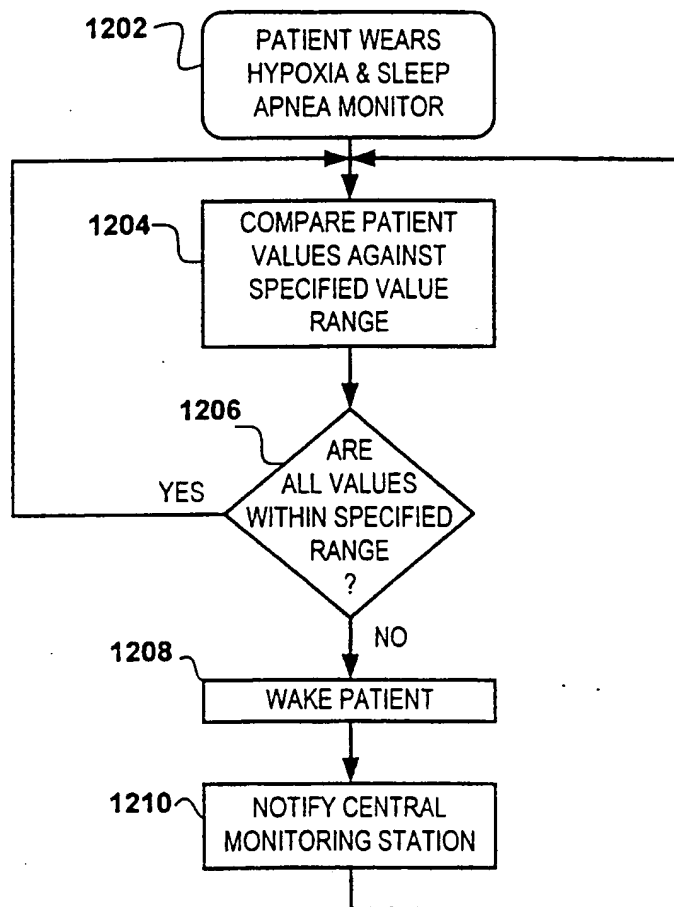 1202
PATIENT WEARS
HYPOXIA & SLEEP
APNEA MONITOR
1204
COMPARE PATIENT
VALUES AGAINST
SPECIFIED VALUE
RANGE
1206
ARE
ALL VALUES
WITHIN SPECIFIED
RANGE
?
YES
NO
1208
WAKE PATIENT
1210
NOTIFY CENTRAL
MONITORING STATION